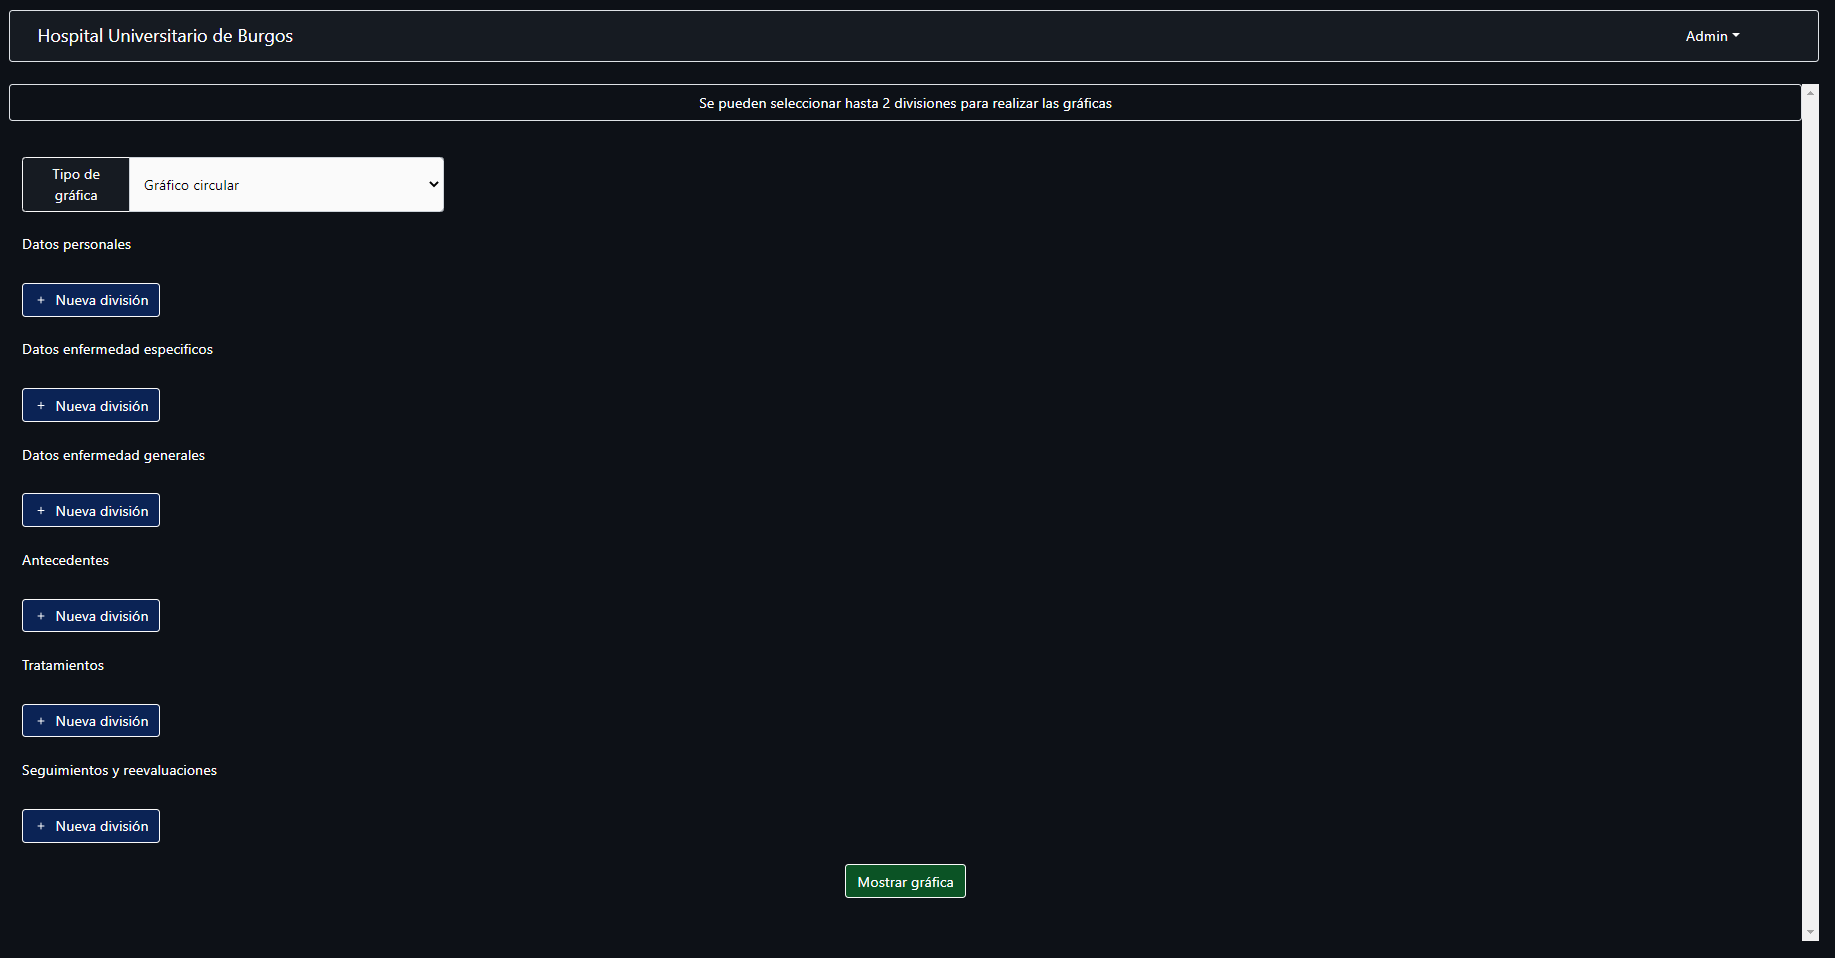 Hospital Universitario de Burgos
Admin
Se pueden seleccionar hasta 2 divisiones para realizar las gráficas
Tipo de
gráfica
Gráfico circular
Datos personales
+ Nueva división
Datos enfermedad especificos
+ Nueva división
Datos enfermedad generales
+ Nueva división
Antecedentes
+ Nueva división
Tratamientos
+ Nueva división
Seguimientos y reevaluaciones
+ Nueva división
Mostrar gráfica